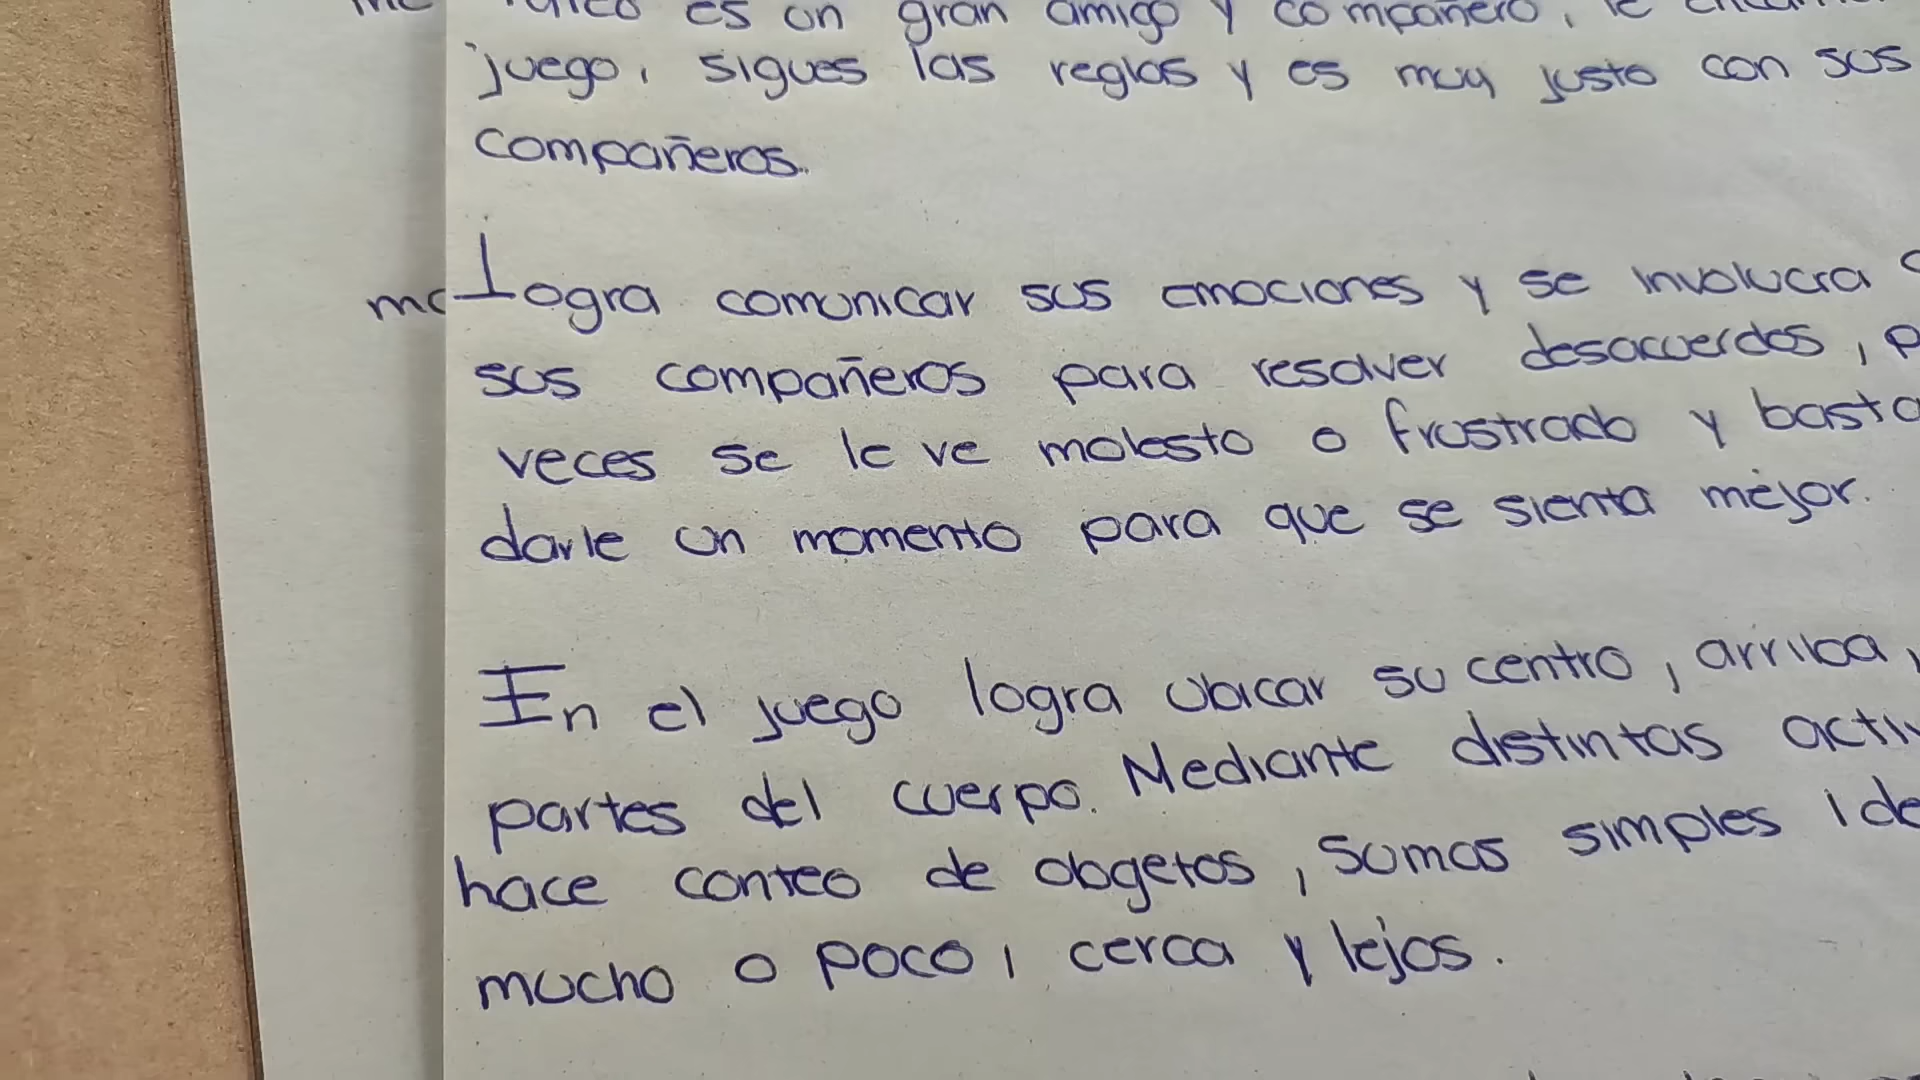 es un gran amigo y compañero, le
juego, sigues las reglas y es muy justo con sus
compañeros.
Logra comunicar sus emociones y se involucra
sus compañeros para resolver desacuerdos,
veces se le ve molesto o frustrado y basta
darle un momento para que se sienta mejor.
En el juego logra ubicar su centro, arriba,
partes del cuerpo. Mediante distintas
hace conteo de obgetos, sumas simples
mucho o poco, cerca y lejos.